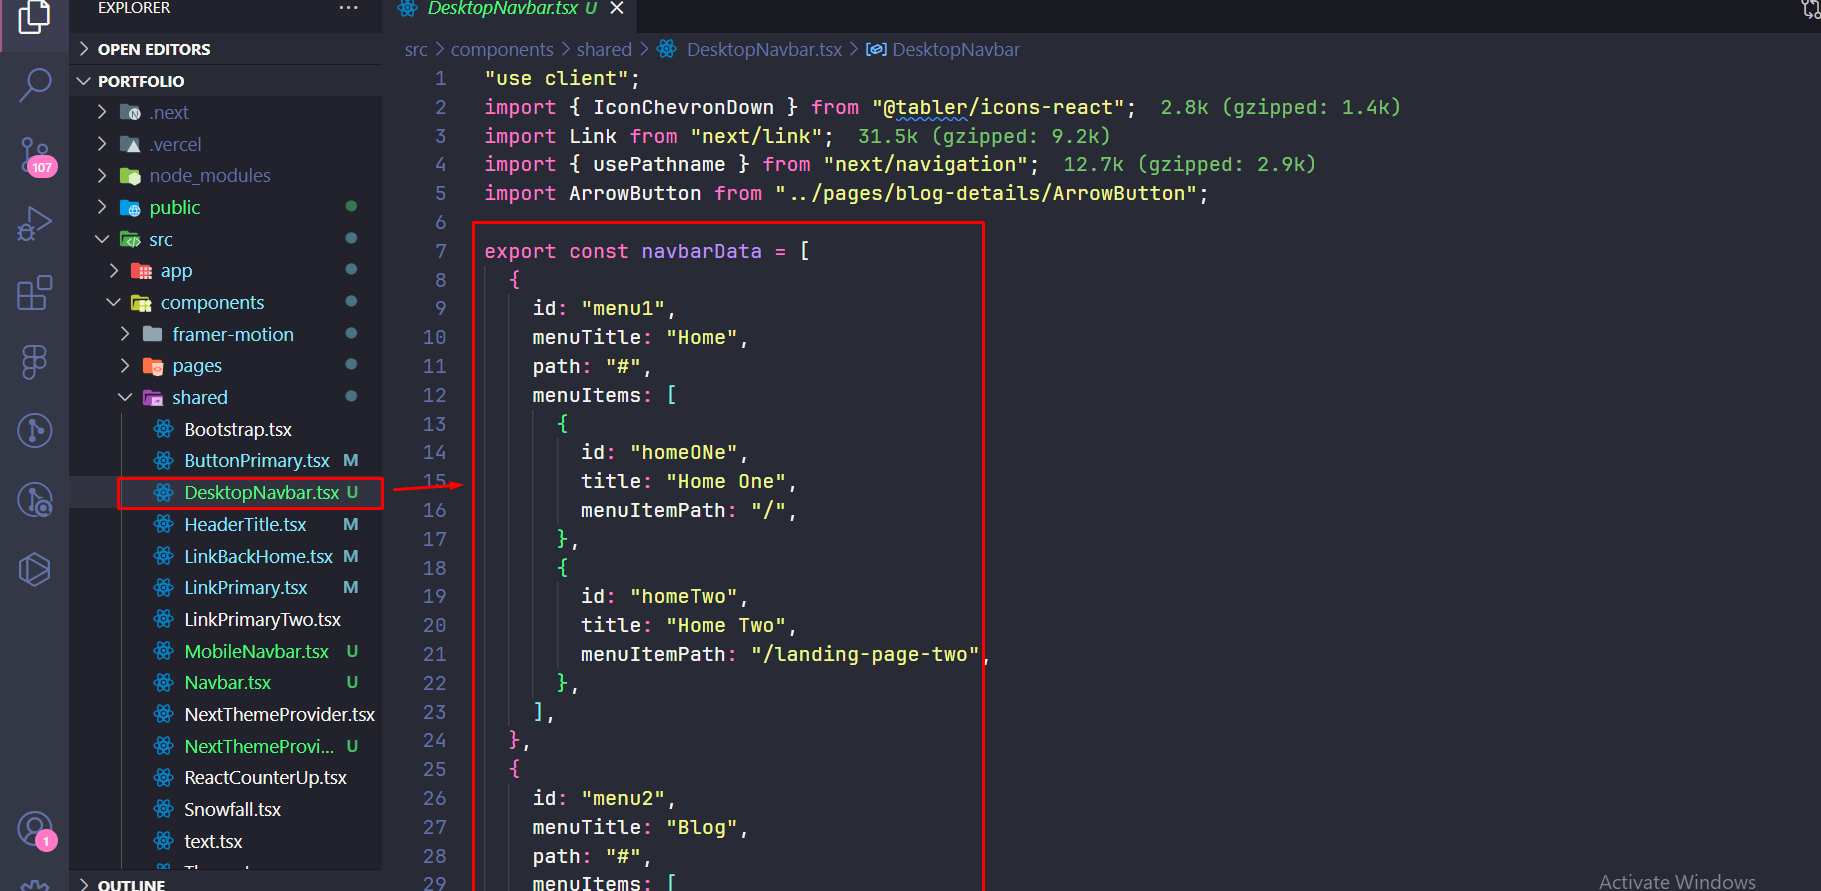 EXPLORER
OPEN EDITORS
PORTFOLIO
.next
.vercel
node_modules
public
src
app
components
framer-motion
pages
shared
Bootstrap.tsx
ButtonPrimary.tsx M
DesktopNavbar.tsx U
HeaderTitle.tsx M
LinkBackHome.tsx M
LinkPrimary.tsx M
LinkPrimaryTwo.tsx
MobileNavbar.tsx U
Navbar.tsx U
NextThemeProvider.tsx
NextThemeProvi... U
ReactCounterUp.tsx
Snowfall.tsx
text.tsx
OUTLINE
107
1
DesktopNavbar.tsx U
src > components > shared > DesktopNavbar.tsx > DesktopNavbar
1 "use client";
2 import { IconChevronDown } from "@tabler/icons-react"; 2.8k (gzipped: 1.4k)
3 import Link from "next/link"; 31.5k (gzipped: 9.2k)
4 import { usePathname } from "next/navigation"; 12.7k (gzipped: 2.9k)
5 import ArrowButton from "../pages/blog-details/ArrowButton";
6
7 export const navbarData = [
8 {
9 id: "menu1",
10 menuTitle: "Home",
11 path: "#",
12 menuItems: [
13 {
14 id: "homeONe",
15 title: "Home One",
16 menuItemPath: "/",
17 },
18 {
19 id: "homeTwo",
20 title: "Home Two",
21 menuItemPath: "/landing-page-two",
22 },
23 ],
24 },
25 {
26 id: "menu2",
27 menuTitle: "Blog",
28 path: "#",
29 menuItems: [
Activate Windows